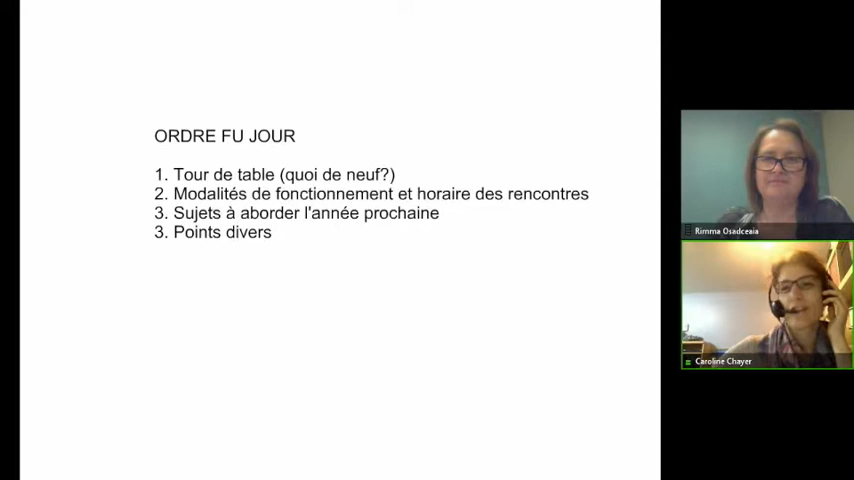 ORDRE FU JOUR
1. Tour de table (quoi de neuf?)
2. Modalités de fonctionnement et horaire des rencontres
3. Sujets à aborder l'année prochaine
3. Points divers
Rimma Osadceaia
Caroline Chayer